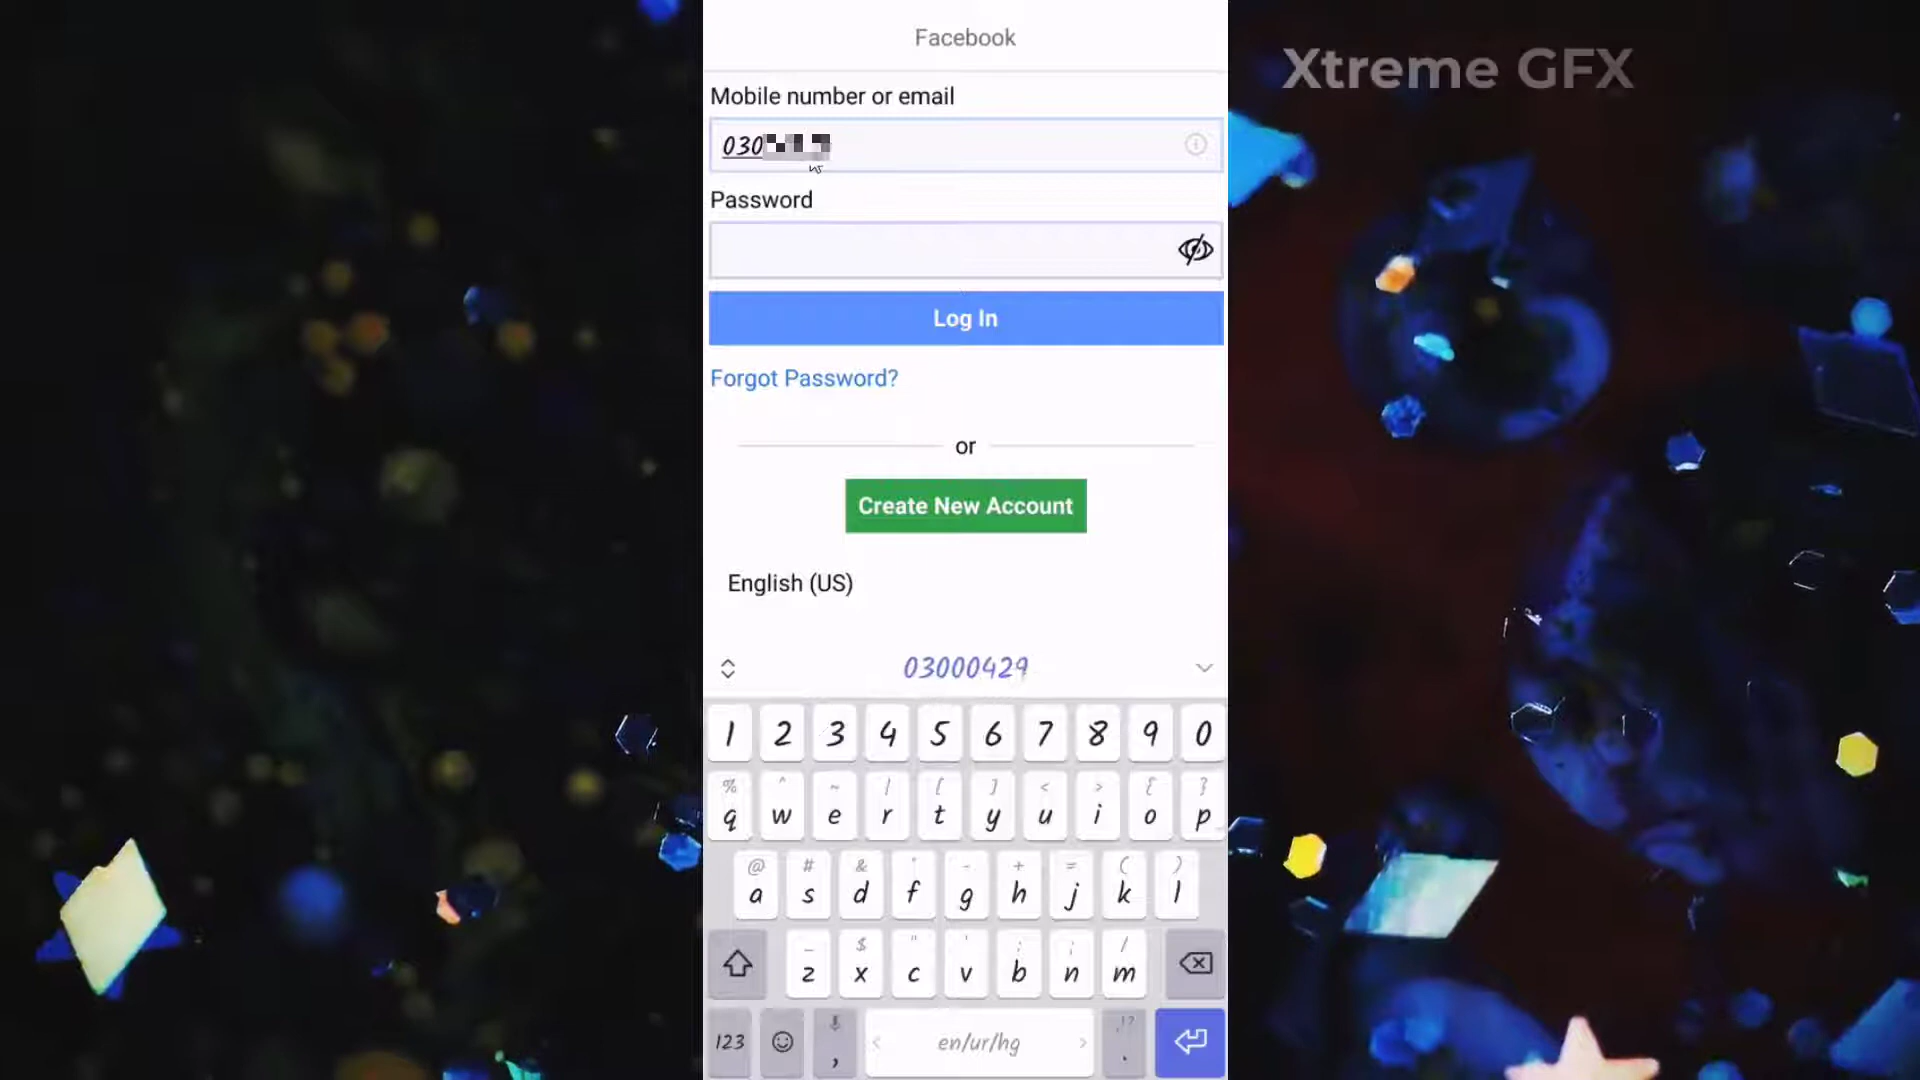 Facebook
Xtreme GFX
Mobile number or email
030
Password
Log In
Forgot Password?
or
Create New Account
English (US)
03000429
1 2 3 4 5 6 7 8 9 0
% ^ ~ | [ ] < > { }
q w e r t y u i o p
@ # & * - + = ( )
a s d f g h j k l
_ $ " ' : ; /
z x c v b n m
!?
123 , en/ur/hg .